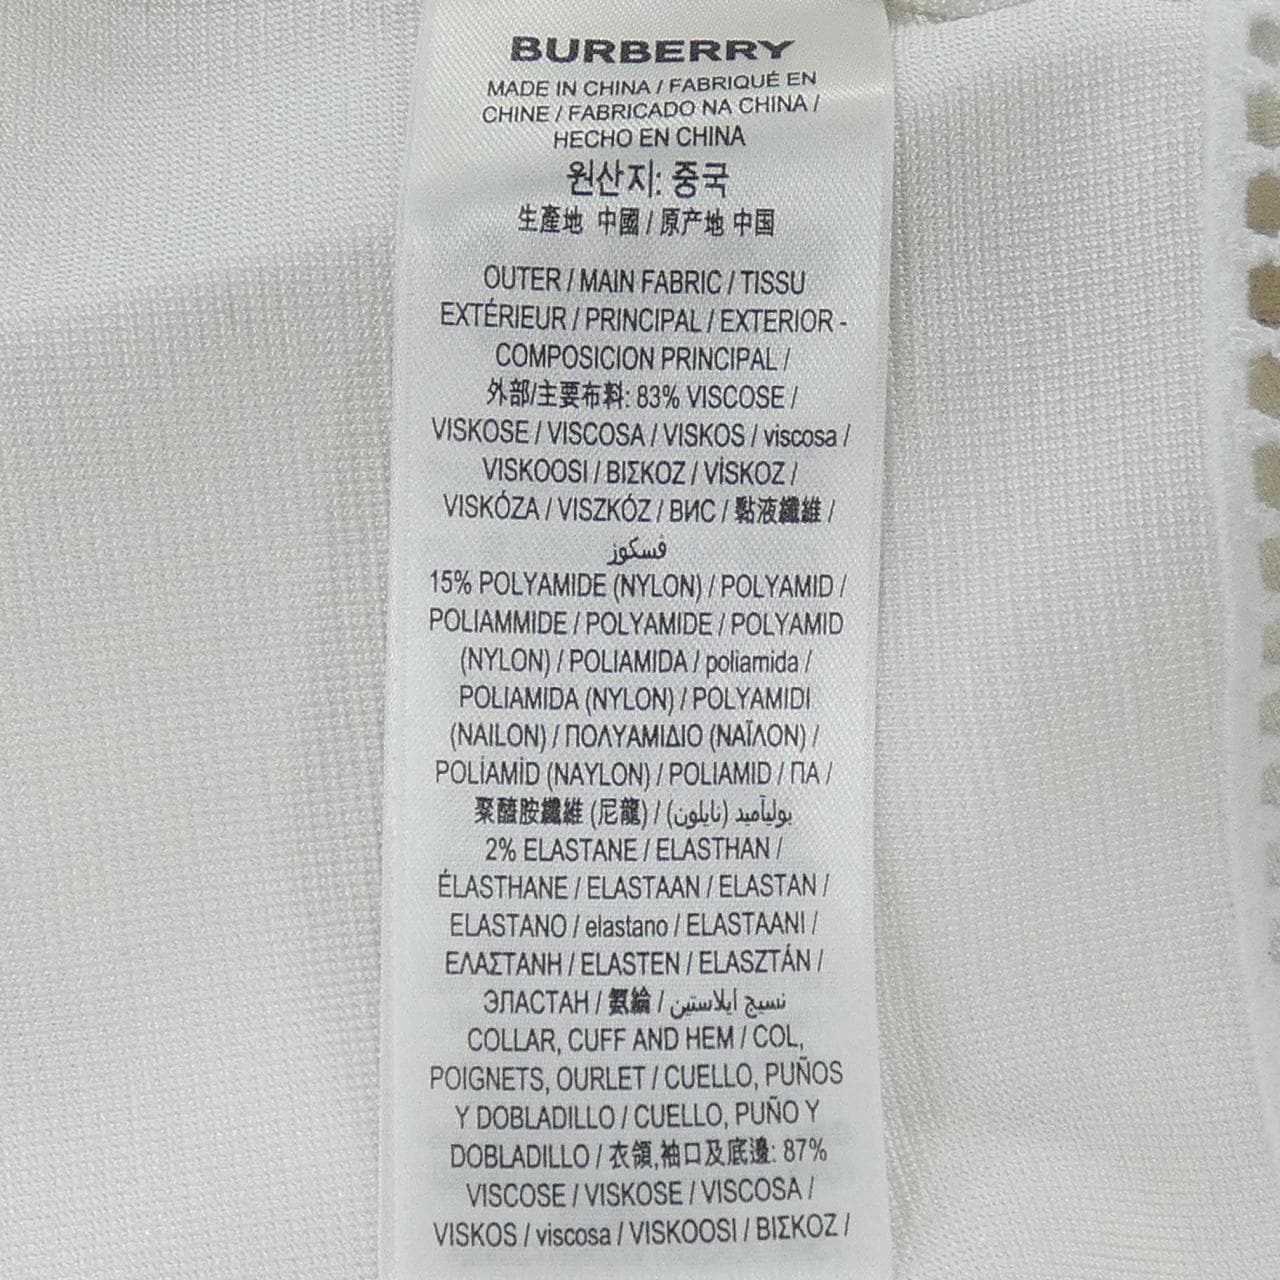 BURBERRY
MADE IN CHINA / FABRIQUÉ EN
CHINE / FABRICADO NA CHINA /
HECHO EN CHINA
원산지: 중국
生產地 中國 / 原产地 中国
OUTER / MAIN FABRIC / TISSU
EXTÉRIEUR / PRINCIPAL / EXTERIOR -
COMPOSICION PRINCIPAL /
外部/主要布料: 83% VISCOSE /
VISKOSE / VISCOSA / VISKOS / viscosa /
VISKOOSI / ΒΙΣΚΟΖ / VİSKOZ /
VISKÓZA / VISZKÓZ / ВИС / 黏液纖維 /
فسكوز
15% POLYAMIDE (NYLON) / POLYAMID /
POLIAMMIDE / POLYAMIDE / POLYAMID
(NYLON) / POLIAMIDA / poliamida /
POLIAMIDA (NYLON) / POLYAMIDI
(NAILON) / ΠΟΛΥΑΜΙΔΙΟ (ΝΑΪΛΟΝ) /
POLİAMİD (NAYLON) / POLIAMID / ПА /
聚醯胺纖維 (尼龍) / بوليآميد (نايلون)
2% ELASTANE / ELASTHAN /
ÉLASTHANE / ELASTAAN / ELASTAN /
ELASTANO / elastano / ELASTAANI /
ΕΛΑΣΤΑΝΗ / ELASTEN / ELASZTÁN /
ЭЛАСТАН / 氨綸 / نسيج ايلاستين
COLLAR, CUFF AND HEM / COL,
POIGNETS, OURLET / CUELLO, PUÑOS
Y DOBLADILLO / CUELLO, PUÑO Y
DOBLADILLO / 衣領,袖口及底邊: 87%
VISCOSE / VISKOSE / VISCOSA /
VISKOS / viscosa / VISKOOSI / ΒΙΣΚΟΖ /